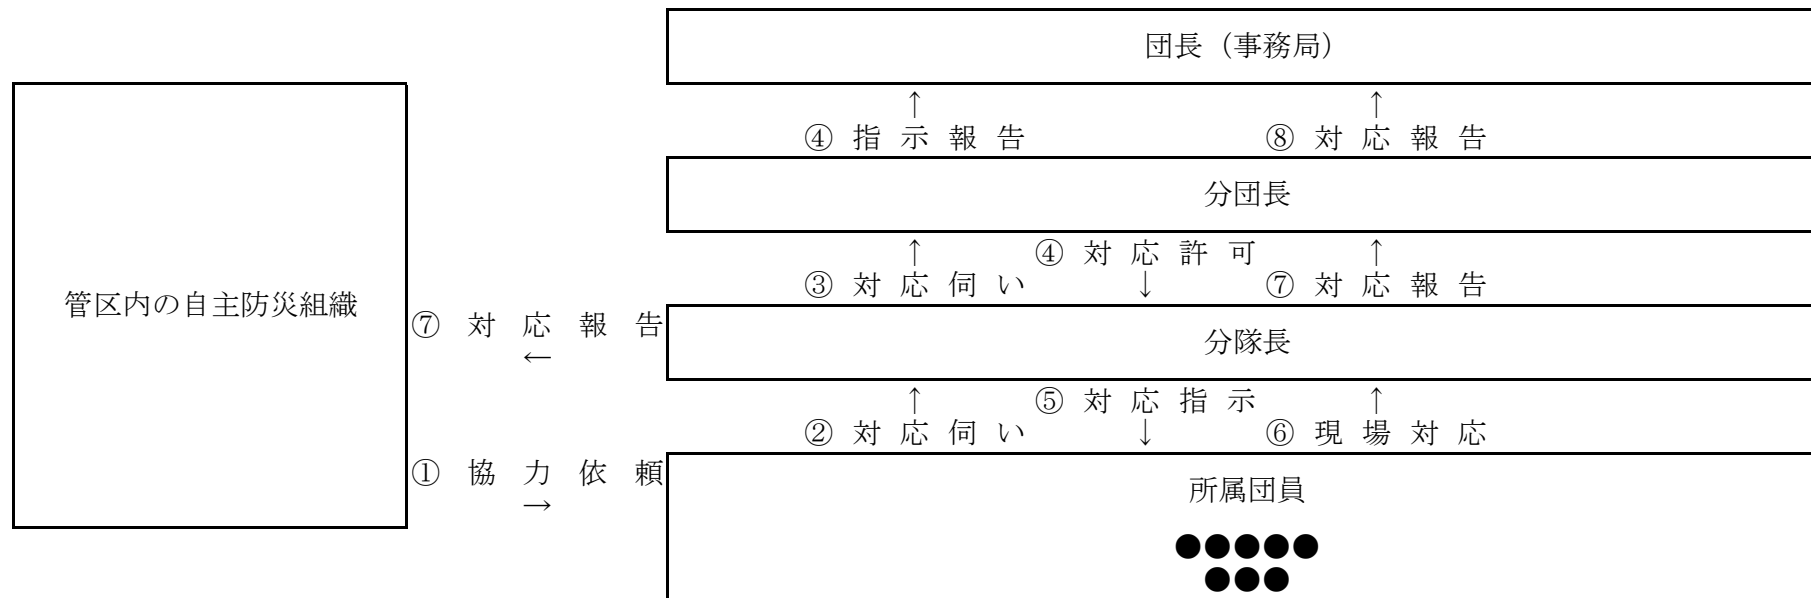 団長（事務局）
↑ ↑
④指示報告 ⑧対応報告
分団長
↑ ④対応許可 ↑
③対応伺い ↓ ⑦対応報告
管区内の自主防災組織
⑦対応報告
←
分隊長
↑ ⑤対応指示 ↑
②対応伺い ↓ ⑥現場対応
①協力依頼
→
所属団員
●●●●●
●●●